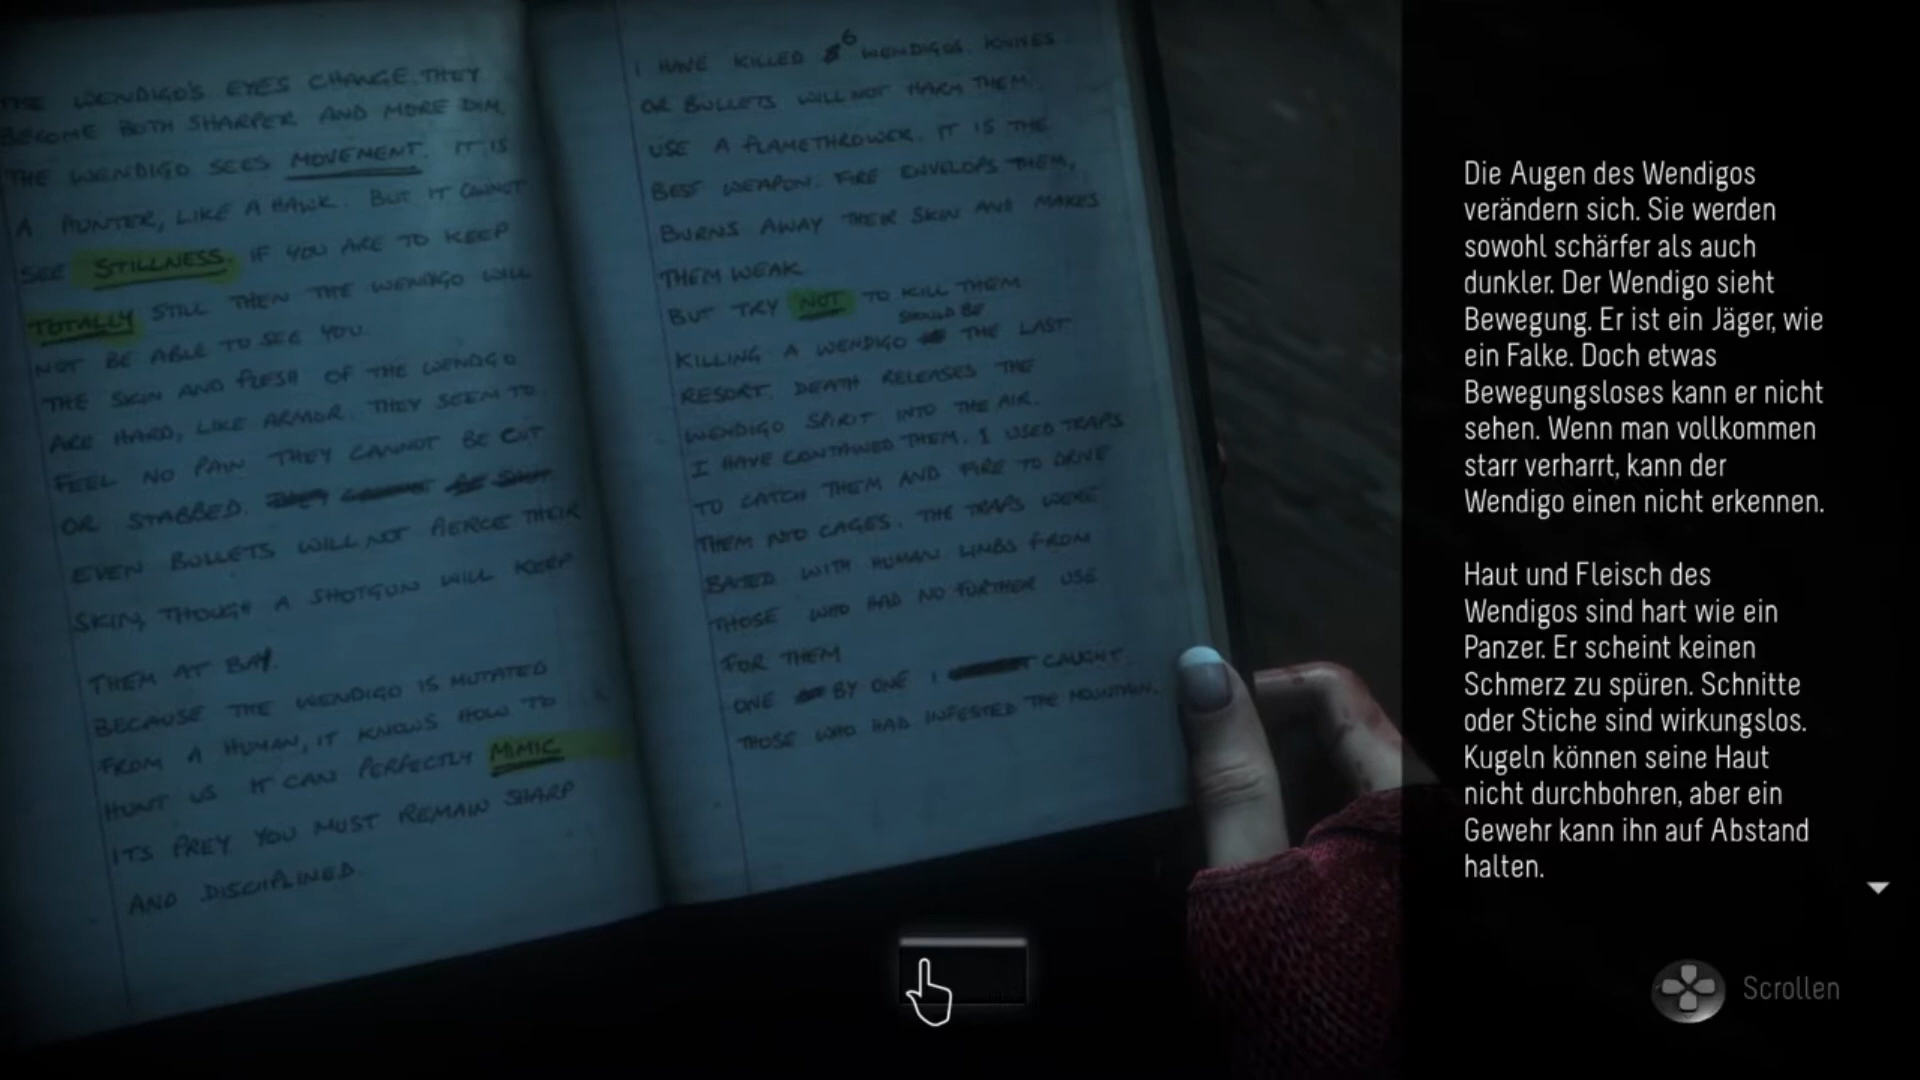 THE WENDIGO'S EYES CHANGE. THEY
BECOME BOTH SHARPER AND MORE DIM.
THE WENDIGO SEES MOVEMENT. IT IS
A HUNTER, LIKE A HAWK. BUT IT CANNOT
SEE STILLNESS. IF YOU ARE TO KEEP
TOTALLY STILL THEN THE WENDIGO WILL
NOT BE ABLE TO SEE YOU.
THE SKIN AND FLESH OF THE WENDIGO
ARE HARD, LIKE ARMOR. THEY SEEM TO
FEEL NO PAIN THEY CANNOT BE CUT
OR STABBED.
EVEN BULLETS WILL NOT PIERCE THEIR
SKIN, THOUGH A SHOTGUN WILL KEEP
THEM AT BAY.
BECAUSE THE WENDIGO IS MUTATED
FROM A HUMAN, IT KNOWS HOW TO
HUNT US IT CAN PERFECTLY MIMIC
ITS PREY YOU MUST REMAIN SHARP
AND DISCIPLINED.
I HAVE KILLED 6 WENDIGOS. KNIVES
OR BULLETS WILL NOT HARM THEM.
USE A FLAMETHROWER. IT IS THE
BEST WEAPON. FIRE ENVELOPS THEM,
BURNS AWAY THEIR SKIN AND MAKES
THEM WEAK
BUT TRY NOT TO KILL THEM
SHOULD BE
KILLING A WENDIGO THE LAST
RESORT. DEATH RELEASES THE
WENDIGO SPIRIT INTO THE AIR.
I HAVE CONTAINED THEM. I USED TRAPS
TO CATCH THEM AND FIRE TO DRIVE
THEM INTO CAGES. THE TRAPS WERE
BAITED WITH HUMAN LIMBS FROM
THOSE WHO HAD NO FURTHER USE
FOR THEM
ONE BY ONE I CAUGHT
THOSE WHO HAD INFESTED THE MOUNTAIN.
Die Augen des Wendigos
verändern sich. Sie werden
sowohl schärfer als auch
dunkler. Der Wendigo sieht
Bewegung. Er ist ein Jäger, wie
ein Falke. Doch etwas
Bewegungsloses kann er nicht
sehen. Wenn man vollkommen
starr verharrt, kann der
Wendigo einen nicht erkennen.
Haut und Fleisch des
Wendigos sind hart wie ein
Panzer. Er scheint keinen
Schmerz zu spüren. Schnitte
oder Stiche sind wirkungslos.
Kugeln können seine Haut
nicht durchbohren, aber ein
Gewehr kann ihn auf Abstand
halten.
Scrollen